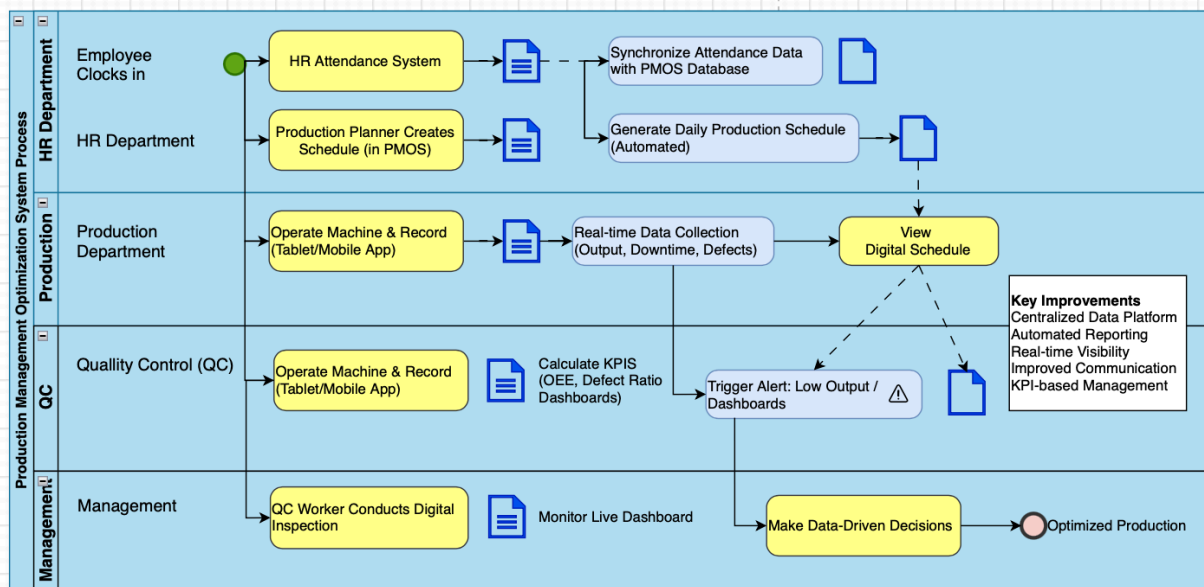 Production Management Optimization System Process
HR Department
Employee
Clocks in
HR Attendance System
Synchronize Attendance Data
with PMOS Database
HR Department
Production Planner Creates
Schedule (in PMOS)
Generate Daily Production Schedule
(Automated)
Production
Production
Department
Operate Machine & Record
(Tablet/Mobile App)
Real-time Data Collection
(Output, Downtime, Defects)
View
Digital Schedule
Key Improvements
Centralized Data Platform
Automated Reporting
Real-time Visibility
Improved Communication
KPI-based Management
QC
Quallity Control (QC)
Operate Machine & Record
(Tablet/Mobile App)
Calculate KPIS
(OEE, Defect Ratio
Dashboards)
Trigger Alert: Low Output /
Dashboards
Management
Management
QC Worker Conducts Digital
Inspection
Monitor Live Dashboard
Make Data-Driven Decisions
Optimized Production